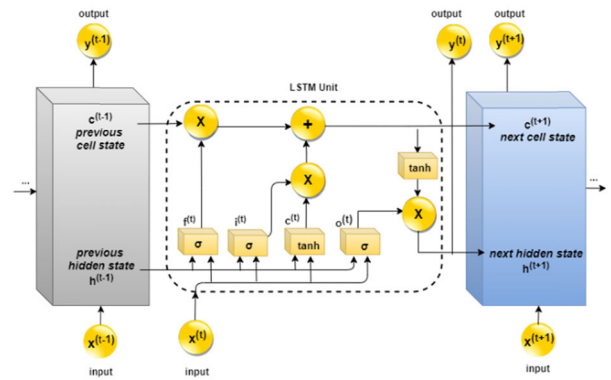 output
output
output
y(t-1)
y(t)
y(t+1)
LSTM Unit
c(t-1)
previous
cell state
X
+
c(t+1)
next cell state
tanh
X
...
...
f(t)
i(t)
c(t)
o(t)
X
σ
σ
tanh
σ
previous
hidden state
h(t-1)
next hidden state
h(t+1)
x(t-1)
x(t)
x(t+1)
input
input
input